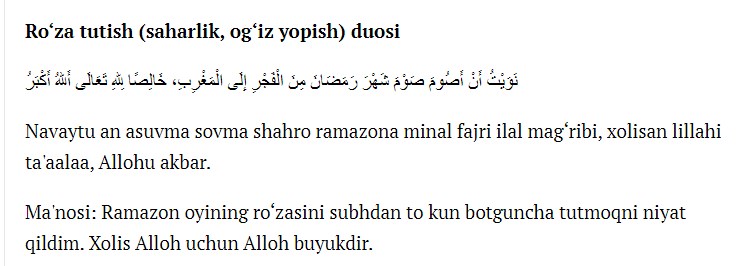 Roʻza tutish (saharlik, ogʻiz yopish) duosi
نَوَيْتُ أَنْ أَصُومَ صَوْمَ شَهْرَ رَمَضَانَ مِنَ الْفَجْرِ إِلَى الْمَغْرِبِ، خَالِصًا لِلهِ تَعَالَى أَللهُ أَكْبَرُ
Navaytu an asuvma sovma shahro ramazona minal fajri ilal magʻribi, xolisan lillahi
ta'aalaa, Allohu akbar.
Ma'nosi: Ramazon oyining roʻzasini subhdan to kun botguncha tutmoqni niyat
qildim. Xolis Alloh uchun Alloh buyukdir.